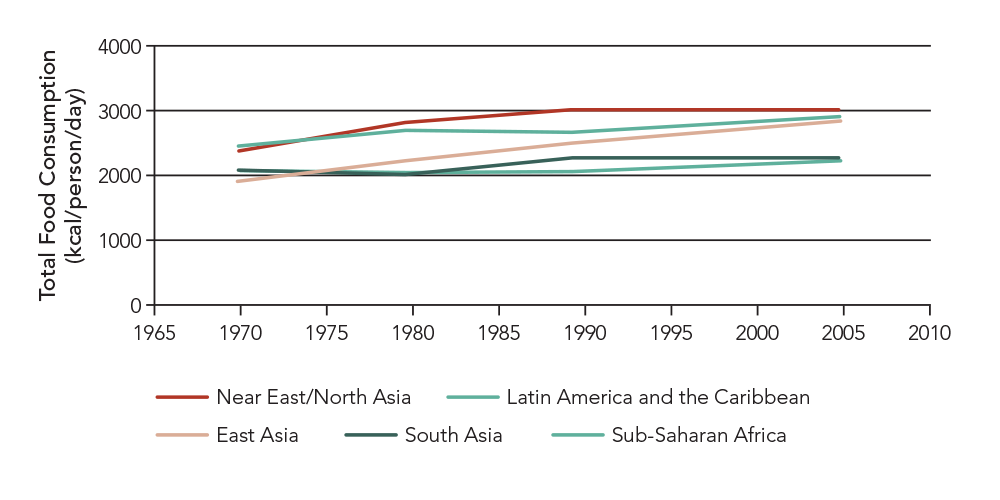 Total Food Consumption
(kcal/person/day)
4000
3000
2000
1000
0
1965 1970 1975 1980 1985 1990 1995 2000 2005 2010
Near East/North Asia Latin America and the Caribbean
East Asia South Asia Sub-Saharan Africa